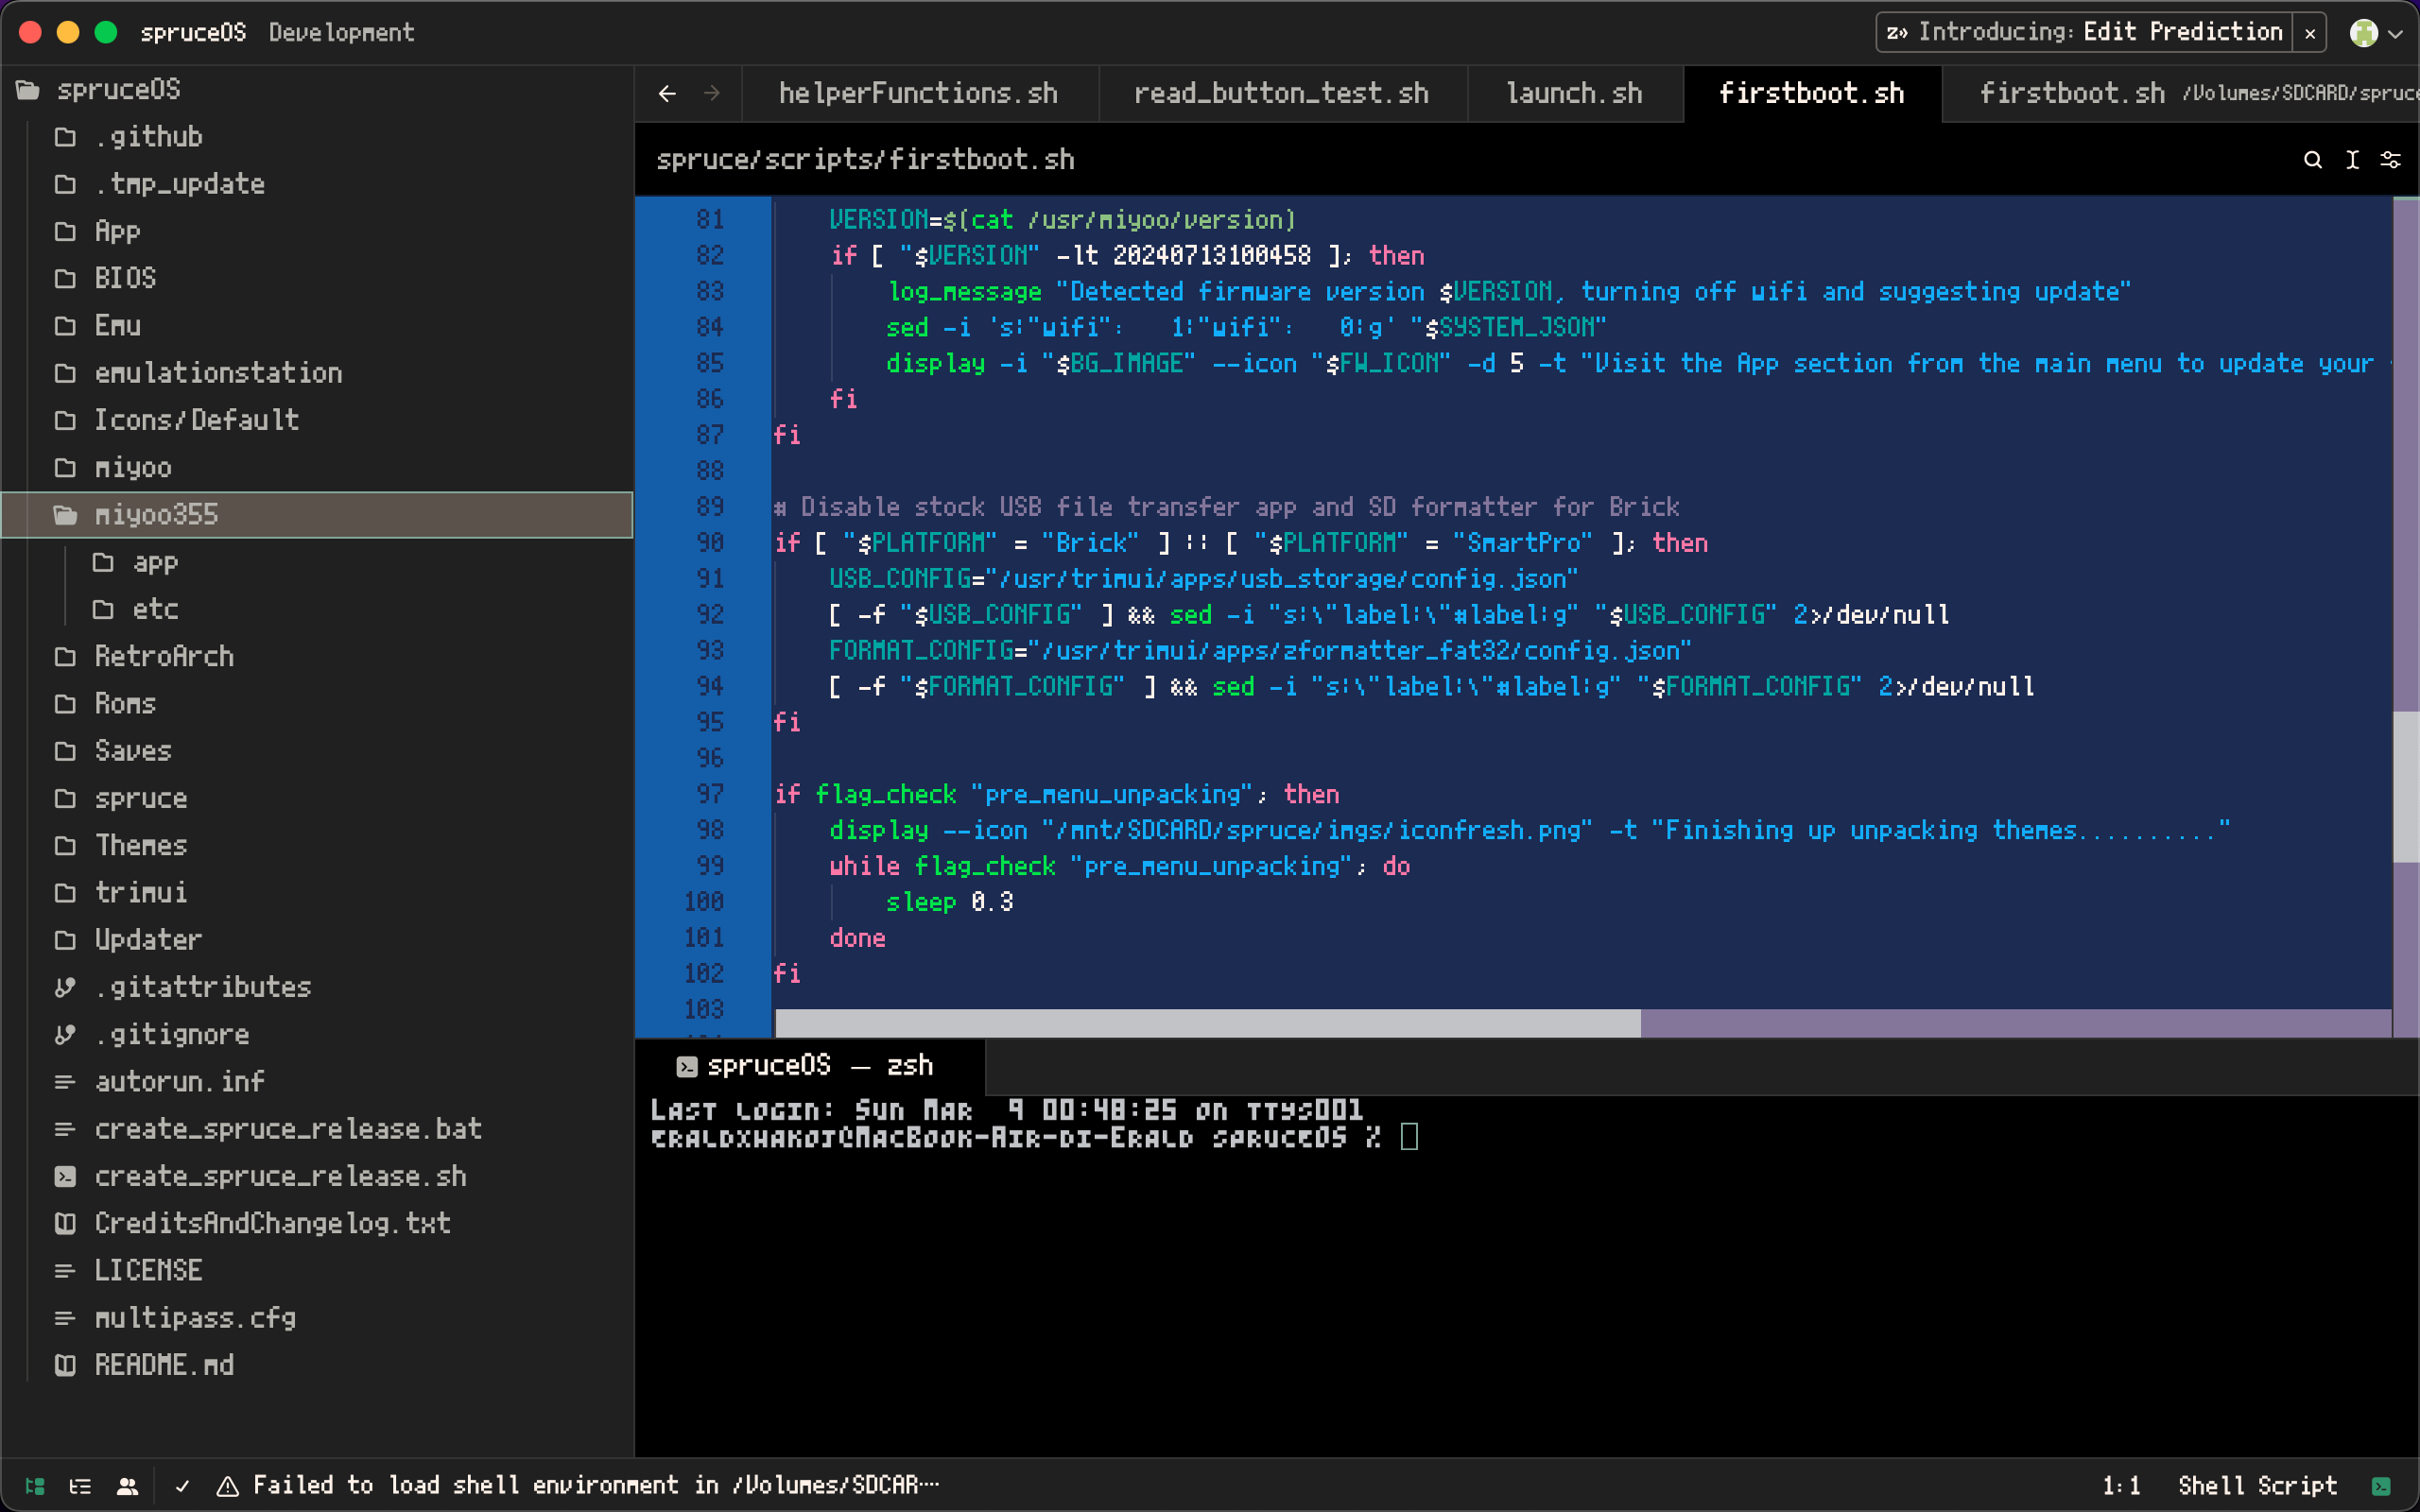 spruceOS Development
Introducing: Edit Prediction
spruceOS
.github
.tmp_update
App
BIOS
Emu
emulationstation
Icons/Default
miyoo
miyoo355
app
etc
RetroArch
Roms
Saves
spruce
Themes
trimui
Updater
.gitattributes
.gitignore
autorun.inf
create_spruce_release.bat
create_spruce_release.sh
CreditsAndChangelog.txt
LICENSE
multipass.cfg
README.md
helperFunctions.sh read_button_test.sh launch.sh firstboot.sh firstboot.sh /Volumes/SDCARD/spruce
spruce/scripts/firstboot.sh
81 VERSION=$(cat /usr/miyoo/version)
82 if [ "$VERSION" -lt 20240713100458 ]; then
83 log_message "Detected firmware version $VERSION, turning off wifi and suggesting update"
84 sed -i 's|"wifi":   1|"wifi":   0|g' "$SYSTEM_JSON"
85 display -i "$BG_IMAGE" --icon "$FW_ICON" -d 5 -t "Visit the App section from the main menu to update your
86 fi
87 fi
88
89 # Disable stock USB file transfer app and SD formatter for Brick
90 if [ "$PLATFORM" = "Brick" ] || [ "$PLATFORM" = "SmartPro" ]; then
91 USB_CONFIG="/usr/trimui/apps/usb_storage/config.json"
92 [ -f "$USB_CONFIG" ] && sed -i "s|\"label|\"#label|g" "$USB_CONFIG" 2>/dev/null
93 FORMAT_CONFIG="/usr/trimui/apps/zformatter_fat32/config.json"
94 [ -f "$FORMAT_CONFIG" ] && sed -i "s|\"label|\"#label|g" "$FORMAT_CONFIG" 2>/dev/null
95 fi
96
97 if flag_check "pre_menu_unpacking"; then
98 display --icon "/mnt/SDCARD/spruce/imgs/iconfresh.png" -t "Finishing up unpacking themes.........."
99 while flag_check "pre_menu_unpacking"; do
100 sleep 0.3
101 done
102 fi
103
spruceOS — zsh
Last login: Sun Mar  9 00:48:25 on ttys001
eraldxhakoj@MacBook-Air-di-Erald spruceOS %
Failed to load shell environment in /Volumes/SDCAR…
1:1 Shell Script